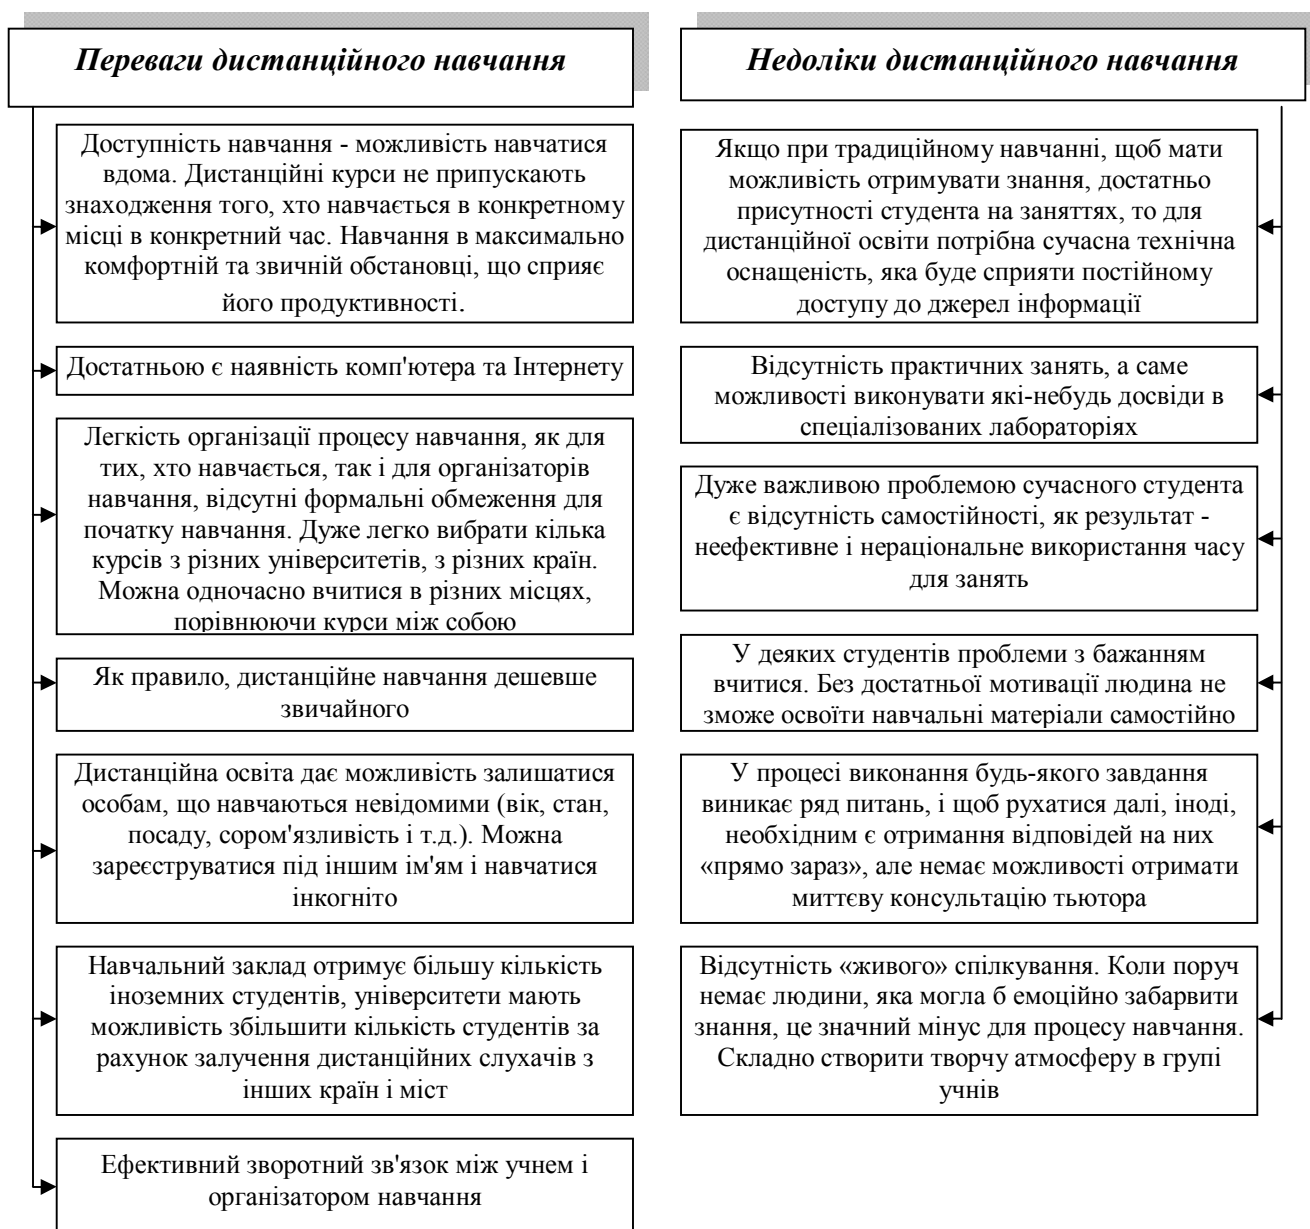 Переваги дистанційного навчання
Доступність навчання - можливість навчатися
вдома. Дистанційні курси не припускають
знаходження того, хто навчається в конкретному
місці в конкретний час. Навчання в максимально
комфортній та звичній обстановці, що сприяє
його продуктивності.
Достатньою є наявність комп'ютера та Інтернету
Легкість організації процесу навчання, як для
тих, хто навчається, так і для організаторів
навчання, відсутні формальні обмеження для
початку навчання. Дуже легко вибрати кілька
курсів з різних університетів, з різних країн.
Можна одночасно вчитися в різних місцях,
порівнюючи курси між собою
Як правило, дистанційне навчання дешевше
звичайного
Дистанційна освіта дає можливість залишатися
особам, що навчаються невідомими (вік, стан,
посаду, сором'язливість і т.д.). Можна
зареєструватися під іншим ім'ям і навчатися
інкогніто
Навчальний заклад отримує більшу кількість
іноземних студентів, університети мають
можливість збільшити кількість студентів за
рахунок залучення дистанційних слухачів з
інших країн і міст
Ефективний зворотний зв'язок між учнем і
організатором навчання
Недоліки дистанційного навчання
Якщо при традиційному навчанні, щоб мати
можливість отримувати знання, достатньо
присутності студента на заняттях, то для
дистанційної освіти потрібна сучасна технічна
оснащеність, яка буде сприяти постійному
доступу до джерел інформації
Відсутність практичних занять, а саме
можливості виконувати які-небудь досвіди в
спеціалізованих лабораторіях
Дуже важливою проблемою сучасного студента
є відсутність самостійності, як результат -
неефективне і нераціональне використання часу
для занять
У деяких студентів проблеми з бажанням
вчитися. Без достатньої мотивації людина не
зможе освоїти навчальні матеріали самостійно
У процесі виконання будь-якого завдання
виникає ряд питань, і щоб рухатися далі, іноді,
необхідним є отримання відповідей на них
«прямо зараз», але немає можливості отримати
миттєву консультацію тьютора
Відсутність «живого» спілкування. Коли поруч
немає людини, яка могла б емоційно забарвити
знання, це значний мінус для процесу навчання.
Складно створити творчу атмосферу в групі
учнів